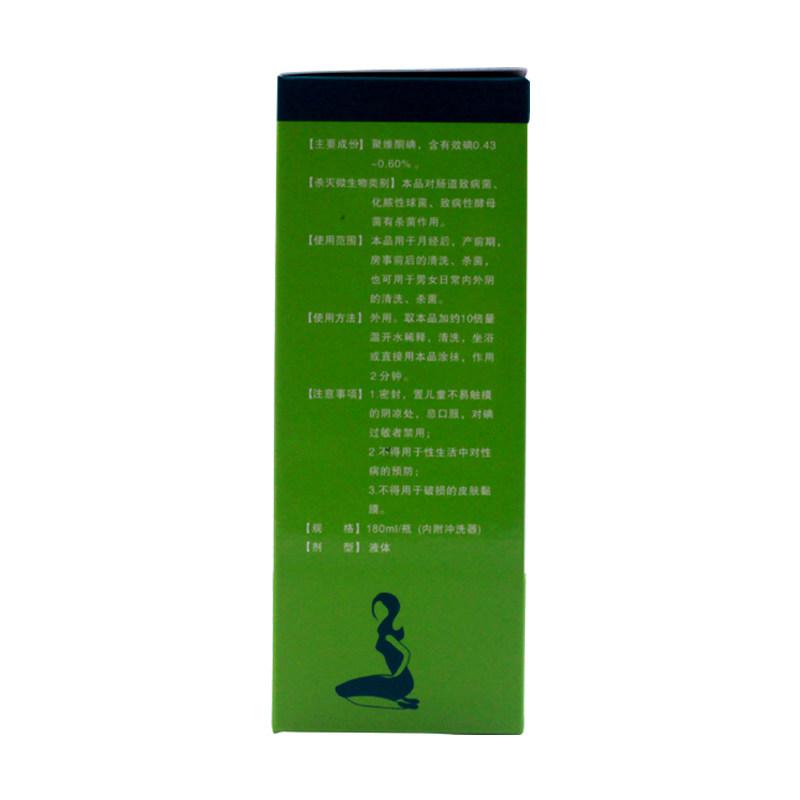 【主要成份】聚维酮碘，含有效碘0.43
-0.60% 。
【杀灭微生物类别】本品对肠道致病菌、
化脓性球菌、致病性酵母
菌有杀菌作用。
【使用范围】本品用于月经后，产前期，
房事前后的清洗、杀菌，
也可用于男女日常内外阴
的清洗、杀菌。
【使用方法】外用。取本品加约10倍量
温开水稀释，清洗，坐浴
或直接用本品涂抹，作用
2分钟。
【注意事项】1.密封，置儿童不易触摸
的阴凉处，忌口服，对碘
过敏者禁用；
2.不得用于性生活中对性
病的预防；
3.不得用于破损的皮肤黏
膜。
【规 格】180ml/瓶（内附冲洗器）
【剂 型】液体